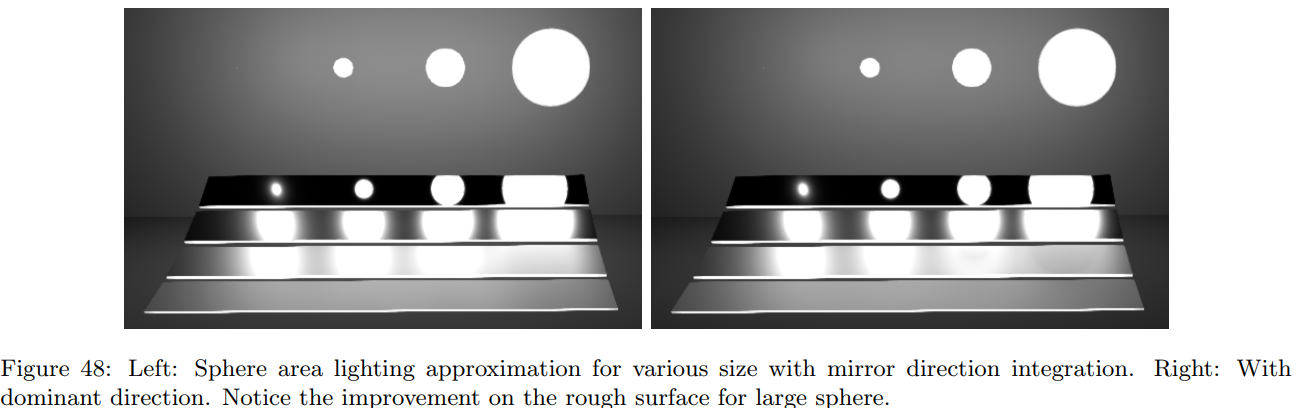 Figure 48: Left: Sphere area lighting approximation for various size with mirror direction integration. Right: With
dominant direction. Notice the improvement on the rough surface for large sphere.